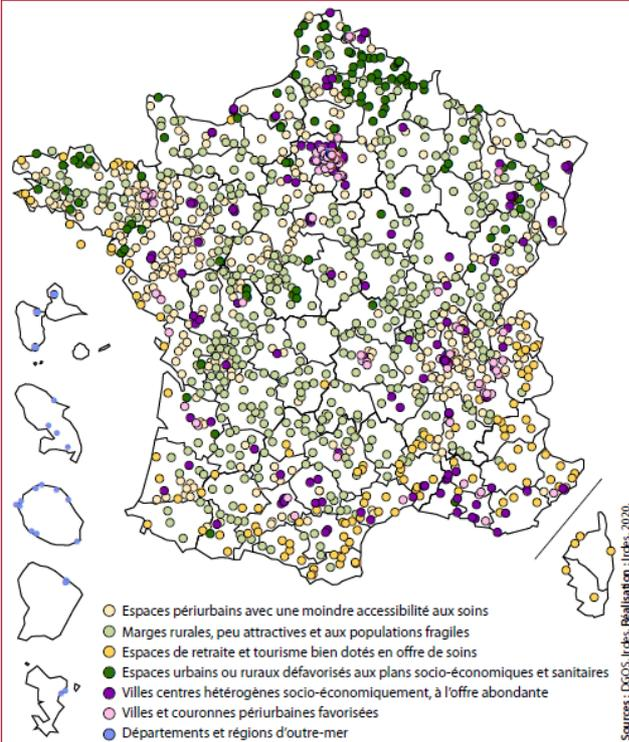 Espaces périurbains avec une moindre accessibilité aux soins
Marges rurales, peu attractives et aux populations fragiles
Espaces de retraite et tourisme bien dotés en offre de soins
Espaces urbains ou ruraux défavorisés aux plans socio-économiques et sanitaires
Villes centres hétérogènes socio-économiquement, à l'offre abondante
Villes et couronnes périurbaines favorisées
Départements et régions d'outre-mer
Sources : DGOS, Irdes. Réalisation : Irdes, 2020.